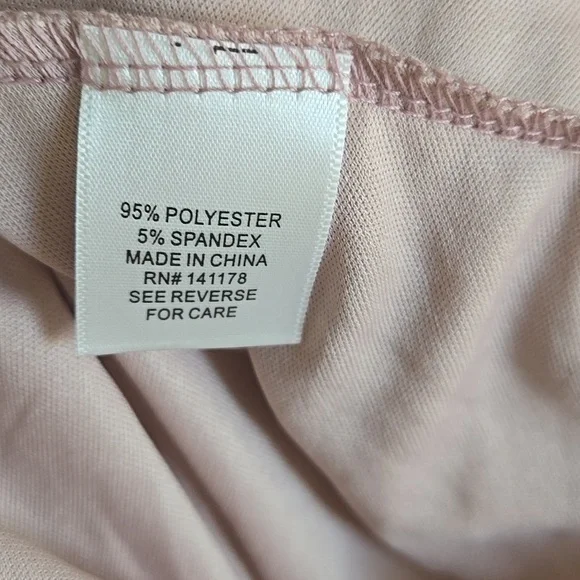 95% POLYESTER
5% SPANDEX
MADE IN CHINA
RN# 141178
SEE REVERSE
FOR CARE